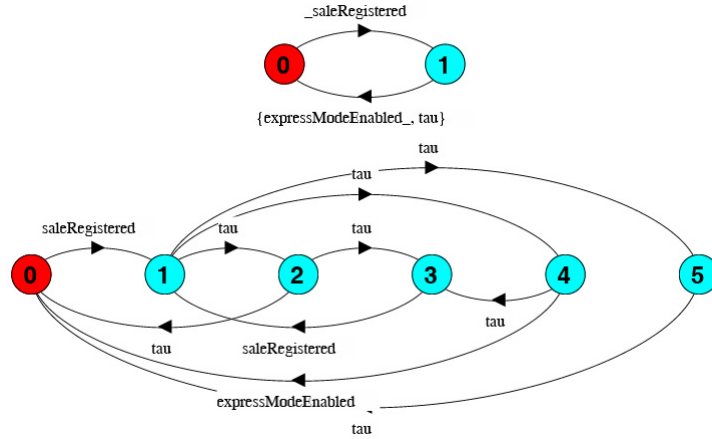 _saleRegistered
0 1
{expressModeEnabled_, tau}
tau
tau
saleRegistered tau tau
0 1 2 3 4 5
tau saleRegistered tau
expressModeEnabled
tau